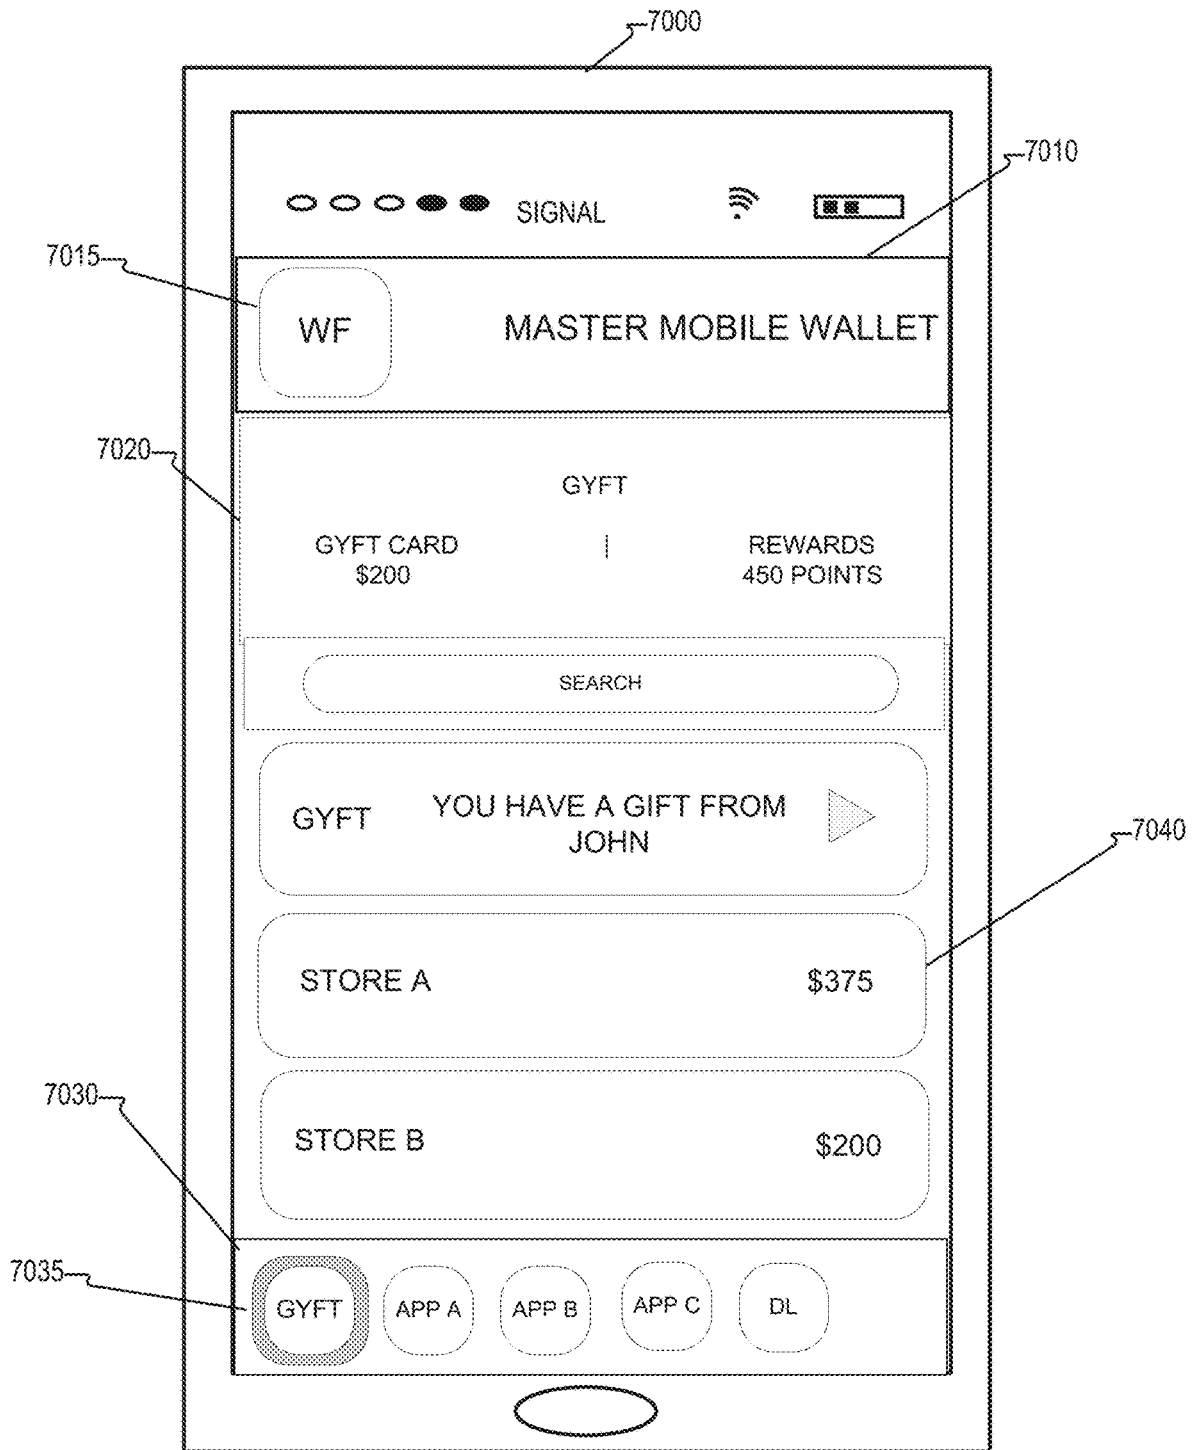 7000
7010
SIGNAL
7015
WF
MASTER MOBILE WALLET
7020
GYFT
GYFT CARD | REWARDS
$200 450 POINTS
SEARCH
GYFT YOU HAVE A GIFT FROM
JOHN
7040
STORE A $375
7030
STORE B $200
7035
GYFT APP A APP B APP C DL